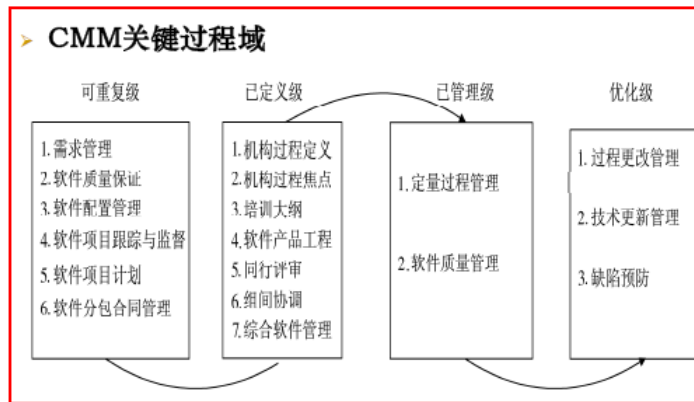 CMM关键过程域
可重复级
1.需求管理
2.软件质量保证
3.软件配置管理
4.软件项目跟踪与监督
5.软件项目计划
6.软件分包合同管理
已定义级
1.机构过程定义
2.机构过程焦点
3.培训大纲
4.软件产品工程
5.同行评审
6.组间协调
7.综合软件管理
已管理级
1.定量过程管理
2.软件质量管理
优化级
1.过程更改管理
2.技术更新管理
3.缺陷预防